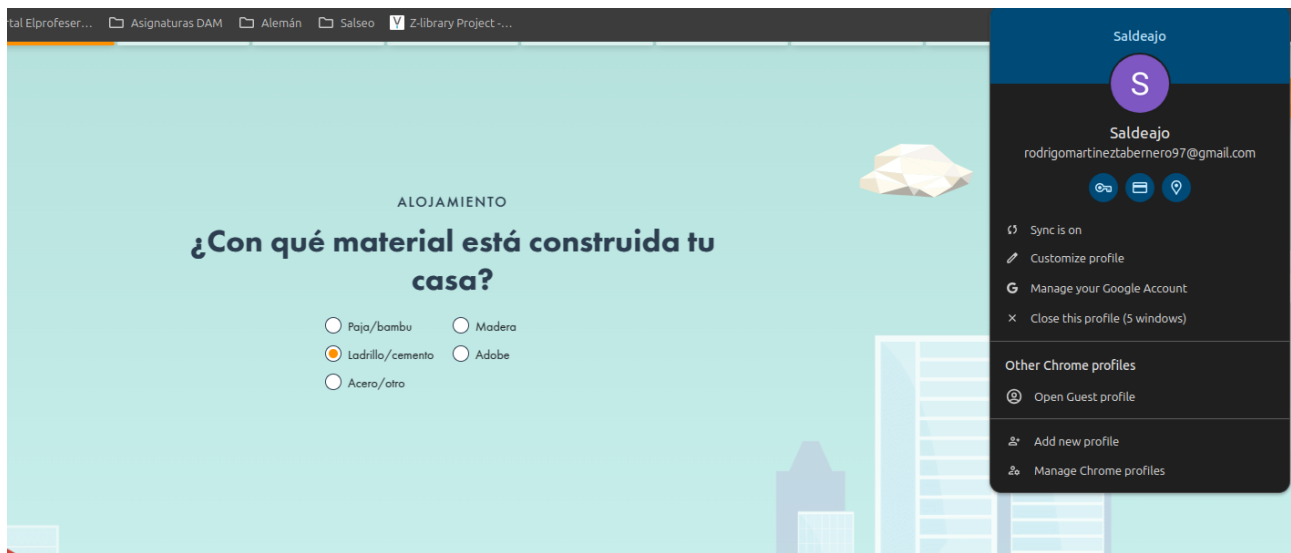 tal Elprofeser... Asignaturas DAM Alemán Salseo Z-library Project -...
ALOJAMIENTO
¿Con qué material está construida tu
casa?
Paja/bambu Madera
Ladrillo/cemento Adobe
Acero/otro
Saldeajo
S
Saldeajo
rodrigomartineztabernero97@gmail.com
Sync is on
Customize profile
G Manage your Google Account
Close this profile (5 windows)
Other Chrome profiles
Open Guest profile
Add new profile
Manage Chrome profiles